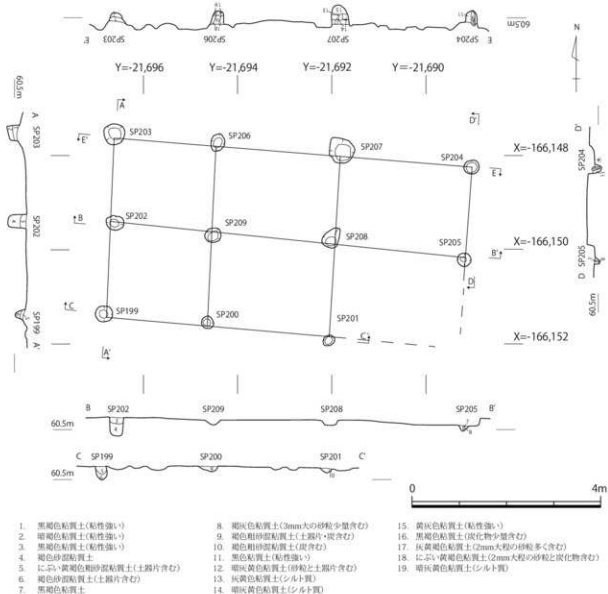 E' SP203 SP206 SP207 SP204 E
60.5m
Y=-21,696 Y=-21,694 Y=-21,692 Y=-21,690
N
60.5m
A SP203 SP202 SP199 A'
A
E' SP203 SP206 SP207 D' SP204 E
X=-166,148
D' SP204 SP205 D
60.5m
B SP202 SP209 SP208 SP205 B'
X=-166,150
C SP199 SP200 SP201 C' D
A'
X=-166,152
B SP202 SP209 SP208 SP205 B'
60.5m
C SP199 SP200 SP201 C'
60.5m
0 4m
1. 黒褐色粘質土(粘性強い)
2. 暗褐色粘質土(粘性強い)
3. 黒褐色粘質土(粘性強い)
4. 褐色砂混粘質土
5. にぶい黄褐色粗砂混粘質土(土器片含む)
6. 褐色砂混粘質土(土器片含む)
7. 黒褐色粘質土
8. 褐灰色粘質土(3mm大の砂粒少量含む)
9. 褐色粗砂混粘質土(土器片・炭含む)
10. 褐色粗砂混粘質土(炭含む)
11. 黒色粘質土(粘性強い)
12. 暗灰黄色粘質土(砂粒と土器片含む)
13. 灰黄色粘質土(シルト質)
14. 暗灰黄色粘質土(シルト質)
15. 黄灰色粘質土(粘性強い)
16. 黒褐色粘質土(炭化物少量含む)
17. 灰黄褐色粘質土(2mm大程の砂粒多く含む)
18. にぶい黄褐色粘質土(2mm大程の砂粒と炭化物含む)
19. 暗灰黄色粘質土(シルト質)